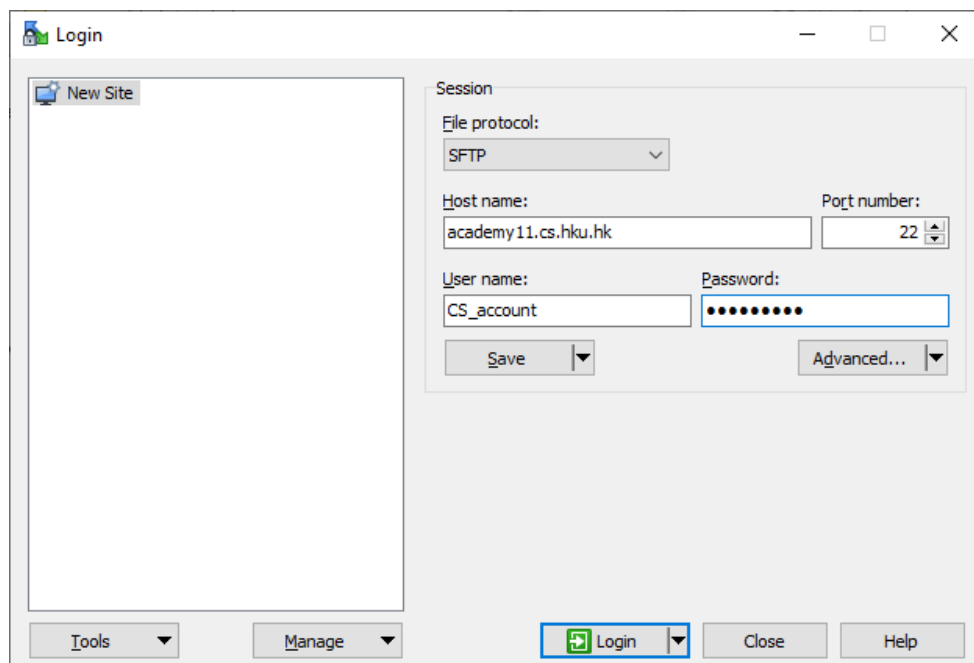 Login
New Site
Session
File protocol:
SFTP
Host name:
Port number:
academy11.cs.hku.hk
22
User name:
Password:
CS_account
•••••••••
Save
Advanced...
Tools
Manage
Login
Close
Help